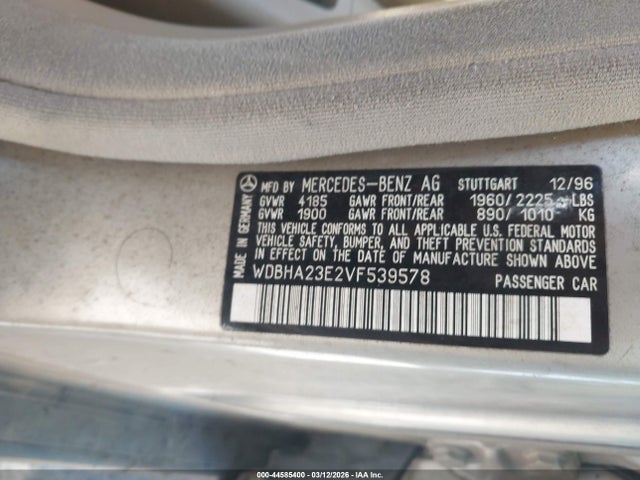 MADE IN GERMANY
MFD BY MERCEDES-BENZ AG STUTTGART 12/96
GVWR 4185 GAWR FRONT/REAR 1960/2225 LBS
GVWR 1900 GAWR FRONT/REAR 890/1010 KG
THIS VEHICLE CONFORMS TO ALL APPLICABLE U.S. FEDERAL MOTOR
VEHICLE SAFETY, BUMPER, AND THEFT PREVENTION STANDARDS
IN EFFECT ON THE DATE OF MANUFACTURE SHOWN ABOVE
WDBHA23E2VF539578 PASSENGER CAR
000-44585400 - 03/12/2026 - IAA Inc.